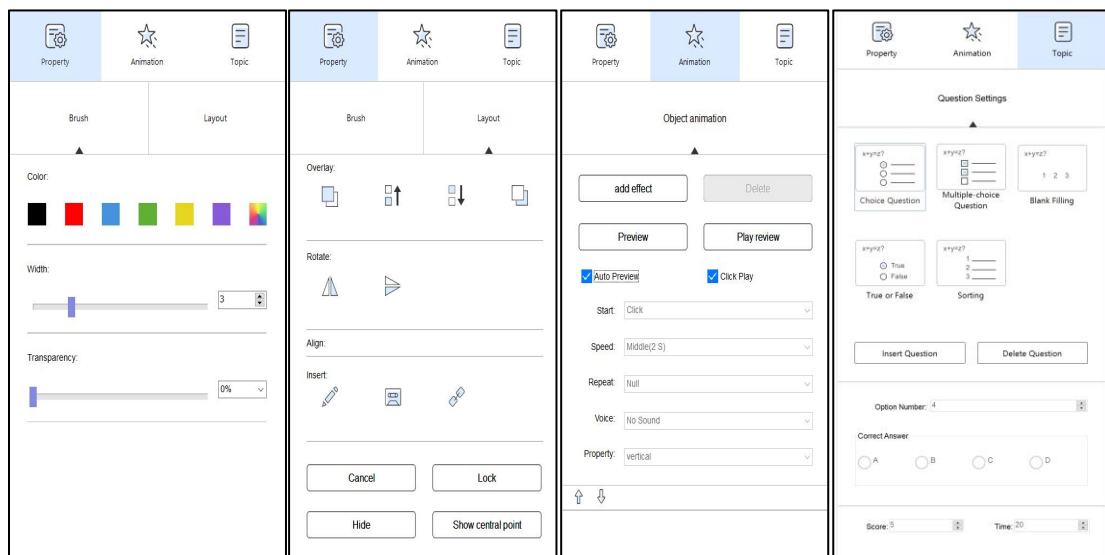 Property Animation Topic
Brush Layout
Color:
Width:
3
Transparency:
0%
Property Animation Topic
Brush Layout
Overlay:
Rotate:
Align:
Insert:
Cancel Lock
Hide Show central point
Property Animation Topic
Object animation
add effect Delete
Preview Play review
Auto Preview Click Play
Start: Click
Speed: Middle(2 S)
Repeat: Null
Voice: No Sound
Property: vertical
Property Animation Topic
Question Settings
x+y=z? x+y=z? x+y=z?
1 2 3
Choice Question Multiple-choice Question Blank Filling
x+y=z? x+y=z?
True 1
False 2
3
True or False Sorting
Insert Question Delete Question
Option Number: 4
Correct Answer
A B C D
Score: 5 Time: 20